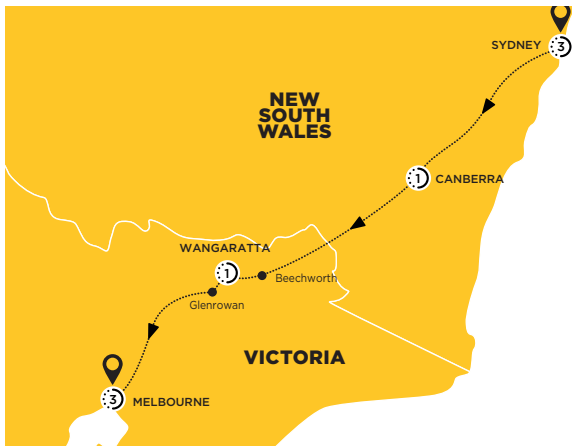 SYDNEY
3
NEW
SOUTH
WALES
1
CANBERRA
WANGARATTA
1
Beechworth
Glenrowan
VICTORIA
3
MELBOURNE